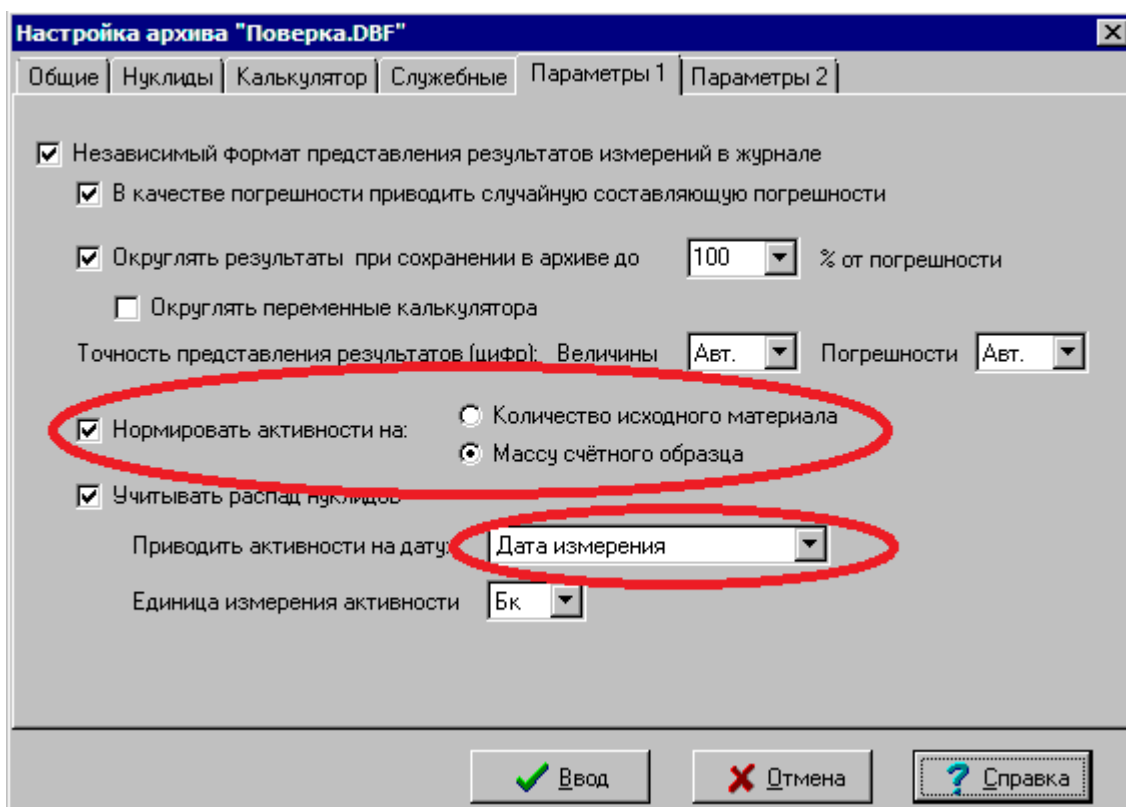 Настройка архива "Поверка.DBF"
Общие Нуклиды Калькулятор Служебные Параметры 1 Параметры 2
Независимый формат представления результатов измерений в журнале
В качестве погрешности приводить случайную составляющую погрешности
Округлять результаты при сохранении в архиве до 100 % от погрешности
Округлять переменные калькулятора
Точность представления результатов (цифр): Величины Авт. Погрешности Авт.
Количество исходного материала
Нормировать активности на:
Массу счётного образца
Учитывать распад нуклидов
Приводить активности на дату: Дата измерения
Единица измерения активности Бк
Ввод Отмена Справка